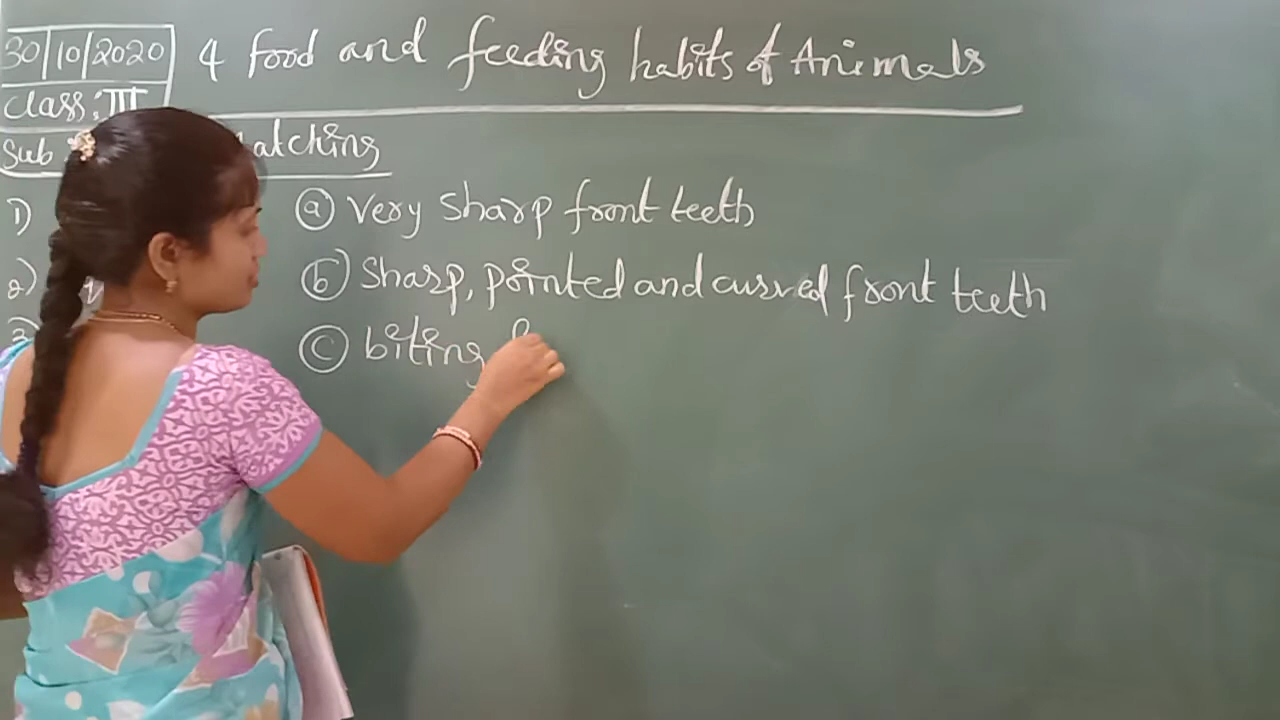 30/10/2020 4 Food and feeding habits of Animals
Class: III
Sub
1) (a) Very sharp front teeth
2) (b) Sharp, pointed and curved front teeth
3) (c) biting